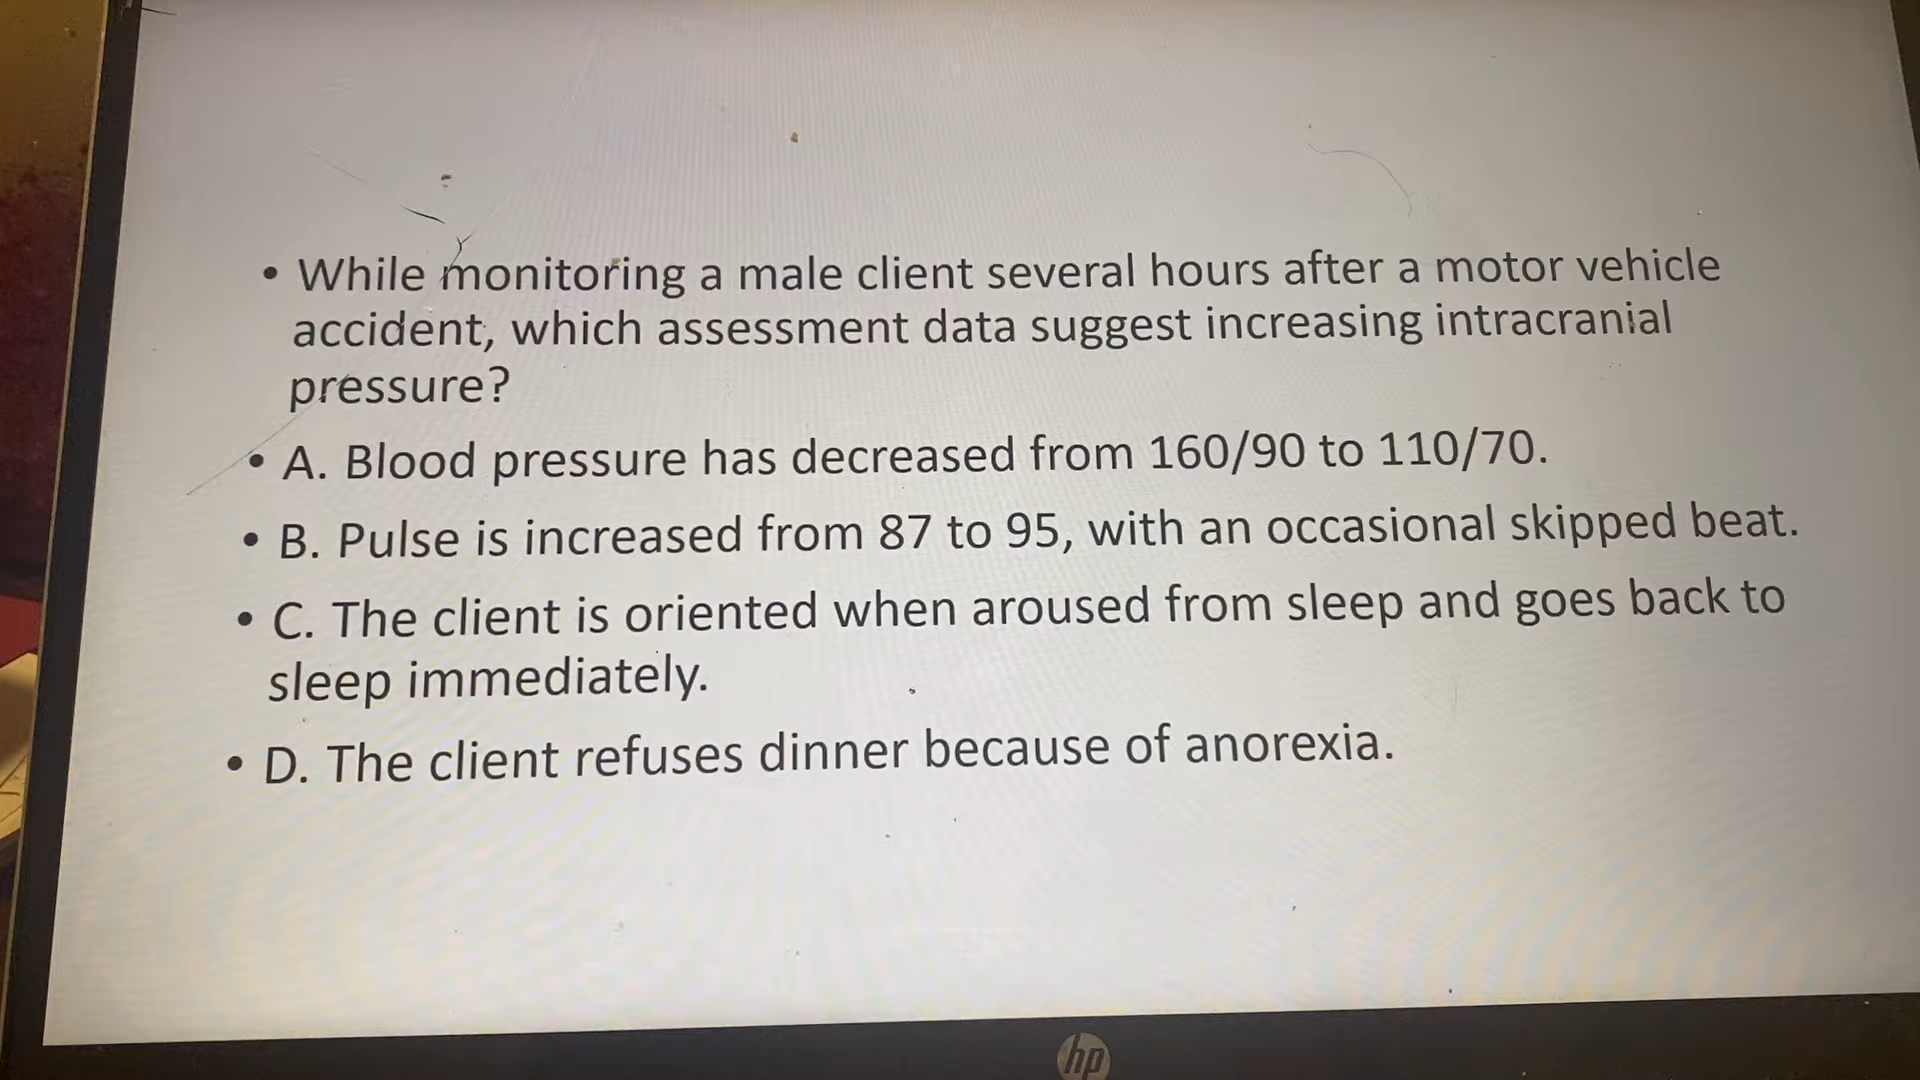 • While monitoring a male client several hours after a motor vehicle
accident, which assessment data suggest increasing intracranial
pressure?
• A. Blood pressure has decreased from 160/90 to 110/70.
• B. Pulse is increased from 87 to 95, with an occasional skipped beat.
• C. The client is oriented when aroused from sleep and goes back to
sleep immediately.
• D. The client refuses dinner because of anorexia.
hp